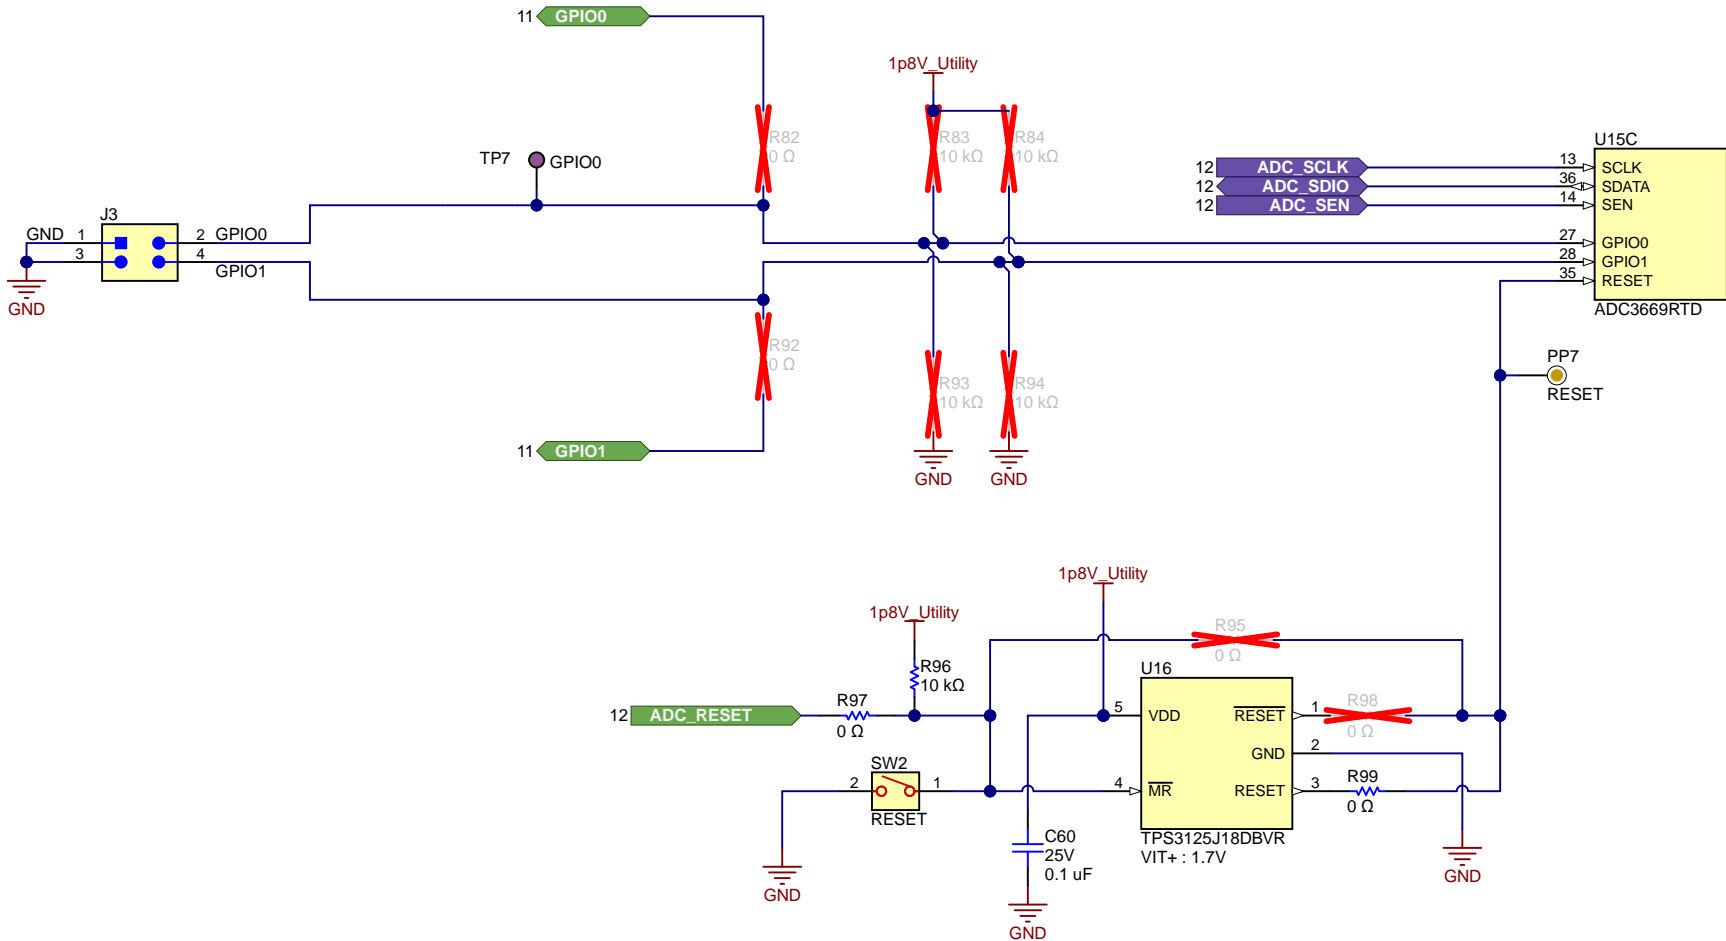 11 GPIO0
1p8V_Utility
R82
0 Ω
R83
10 kΩ
R84
10 kΩ
TP7
GPIO0
U15C
12 ADC_SCLK
12 ADC_SDIO
12 ADC_SEN
13 SCLK
36 SDATA
14 SEN
27 GPIO0
28 GPIO1
35 RESET
ADC3669RTD
J3
GND 1
3
2 GPIO0
4
GPIO1
GND
R92
0 Ω
R93
10 kΩ
R94
10 kΩ
PP7
RESET
11 GPIO1
GND
GND
1p8V_Utility
1p8V_Utility
R95
0 Ω
R96
10 kΩ
U16
12 ADC_RESET
R97
0 Ω
5 VDD
RESET 1
R98
0 Ω
GND 2
SW2
2
1
RESET
4 MR
RESET 3
R99
0 Ω
TPS3125J18DBVR
VIT+ : 1.7V
C60
25V
0.1 uF
GND
GND
GND